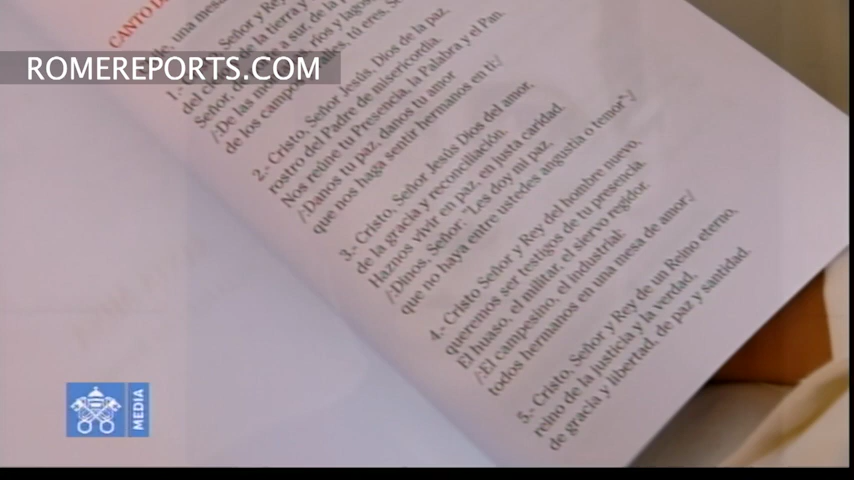 CANTO
ROMEREPORTS.COM
una mesa
1.- Señor y Rey
de la tierra y
Señor, a sur de la
/:De las ríos y lagos,
de los campos tú eres,
2.- Cristo, Señor Jesús, Dios de la paz,
rostro del Padre de misericordia.
Nos reúne tu Presencia, la Palabra y el Pan.
/:Danos tu paz, danos tu amor
que nos haga sentir hermanos en ti:/
3.- Cristo, Señor Jesús Dios del amor,
de la gracia y reconciliación.
Haznos vivir en paz, en justa caridad.
/:Dinos, Señor: "Les doy mi paz,
que no haya entre ustedes angustia o temor":/
4.- Cristo Señor y Rey del hombre nuevo,
queremos ser testigos de tu presencia.
El huaso, el militar, el siervo regidor.
/:El campesino, el industrial:
todos hermanos en una mesa de amor:/
5.- Cristo, Señor y Rey de un Reino eterno,
reino de la justicia y la verdad,
de gracia y libertad, de paz y santidad.
MEDIA